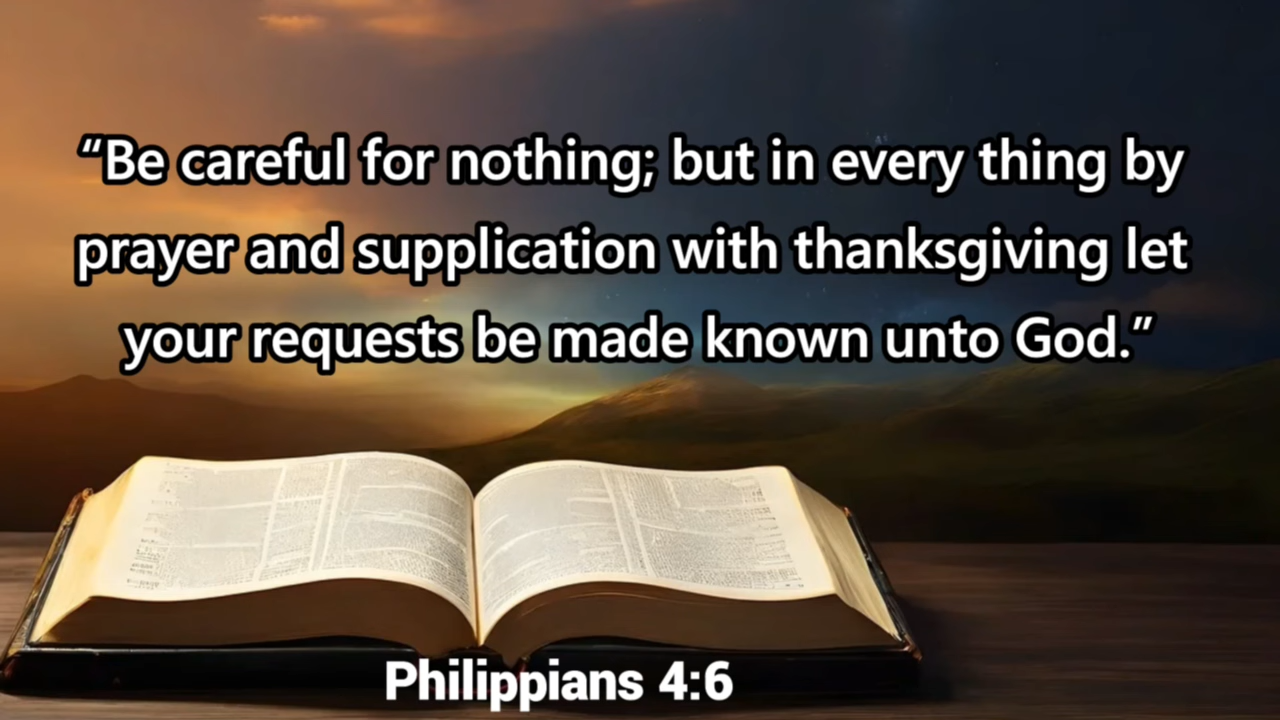 “Be careful for nothing; but in every thing by
prayer and supplication with thanksgiving let
your requests be made known unto God.”
Philippians 4:6